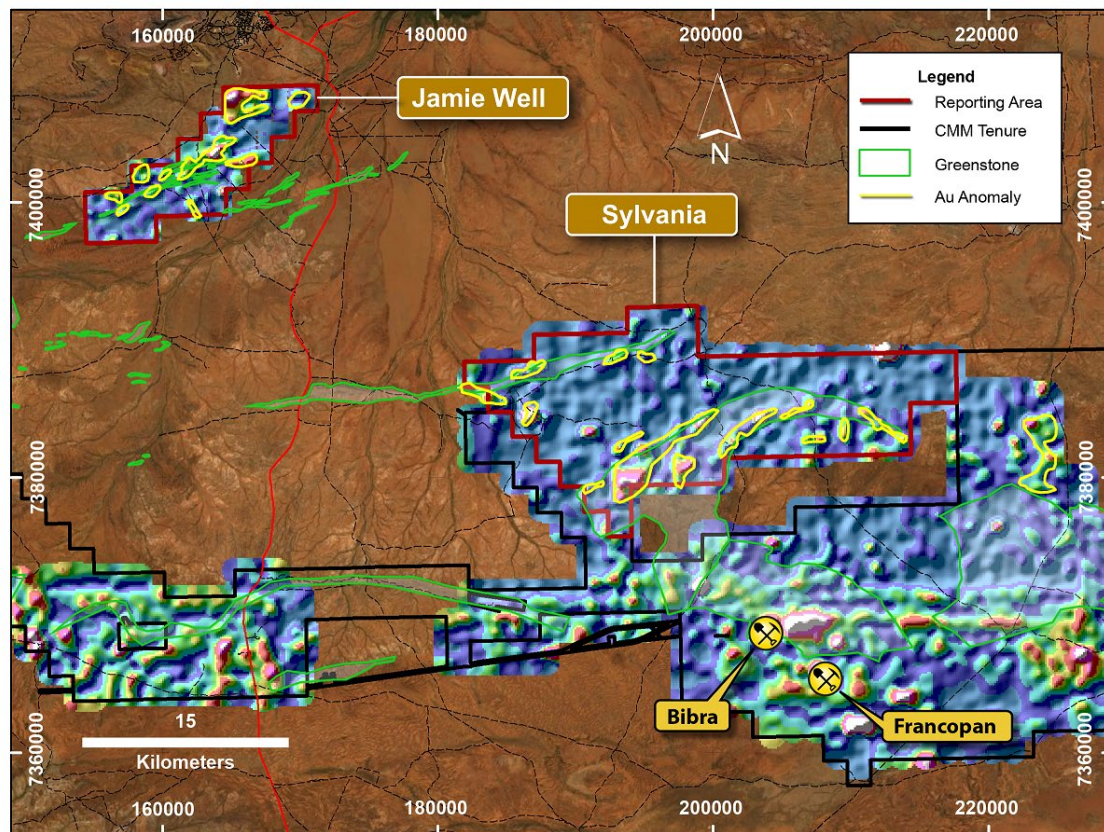 160000
180000
200000
220000
Jamie Well
N
Legend
Reporting Area
CMM Tenure
Greenstone
Au Anomaly
7400000
7400000
Sylvania
7380000
7380000
Bibra
Francopan
15
Kilometers
7360000
7360000
160000
180000
200000
220000